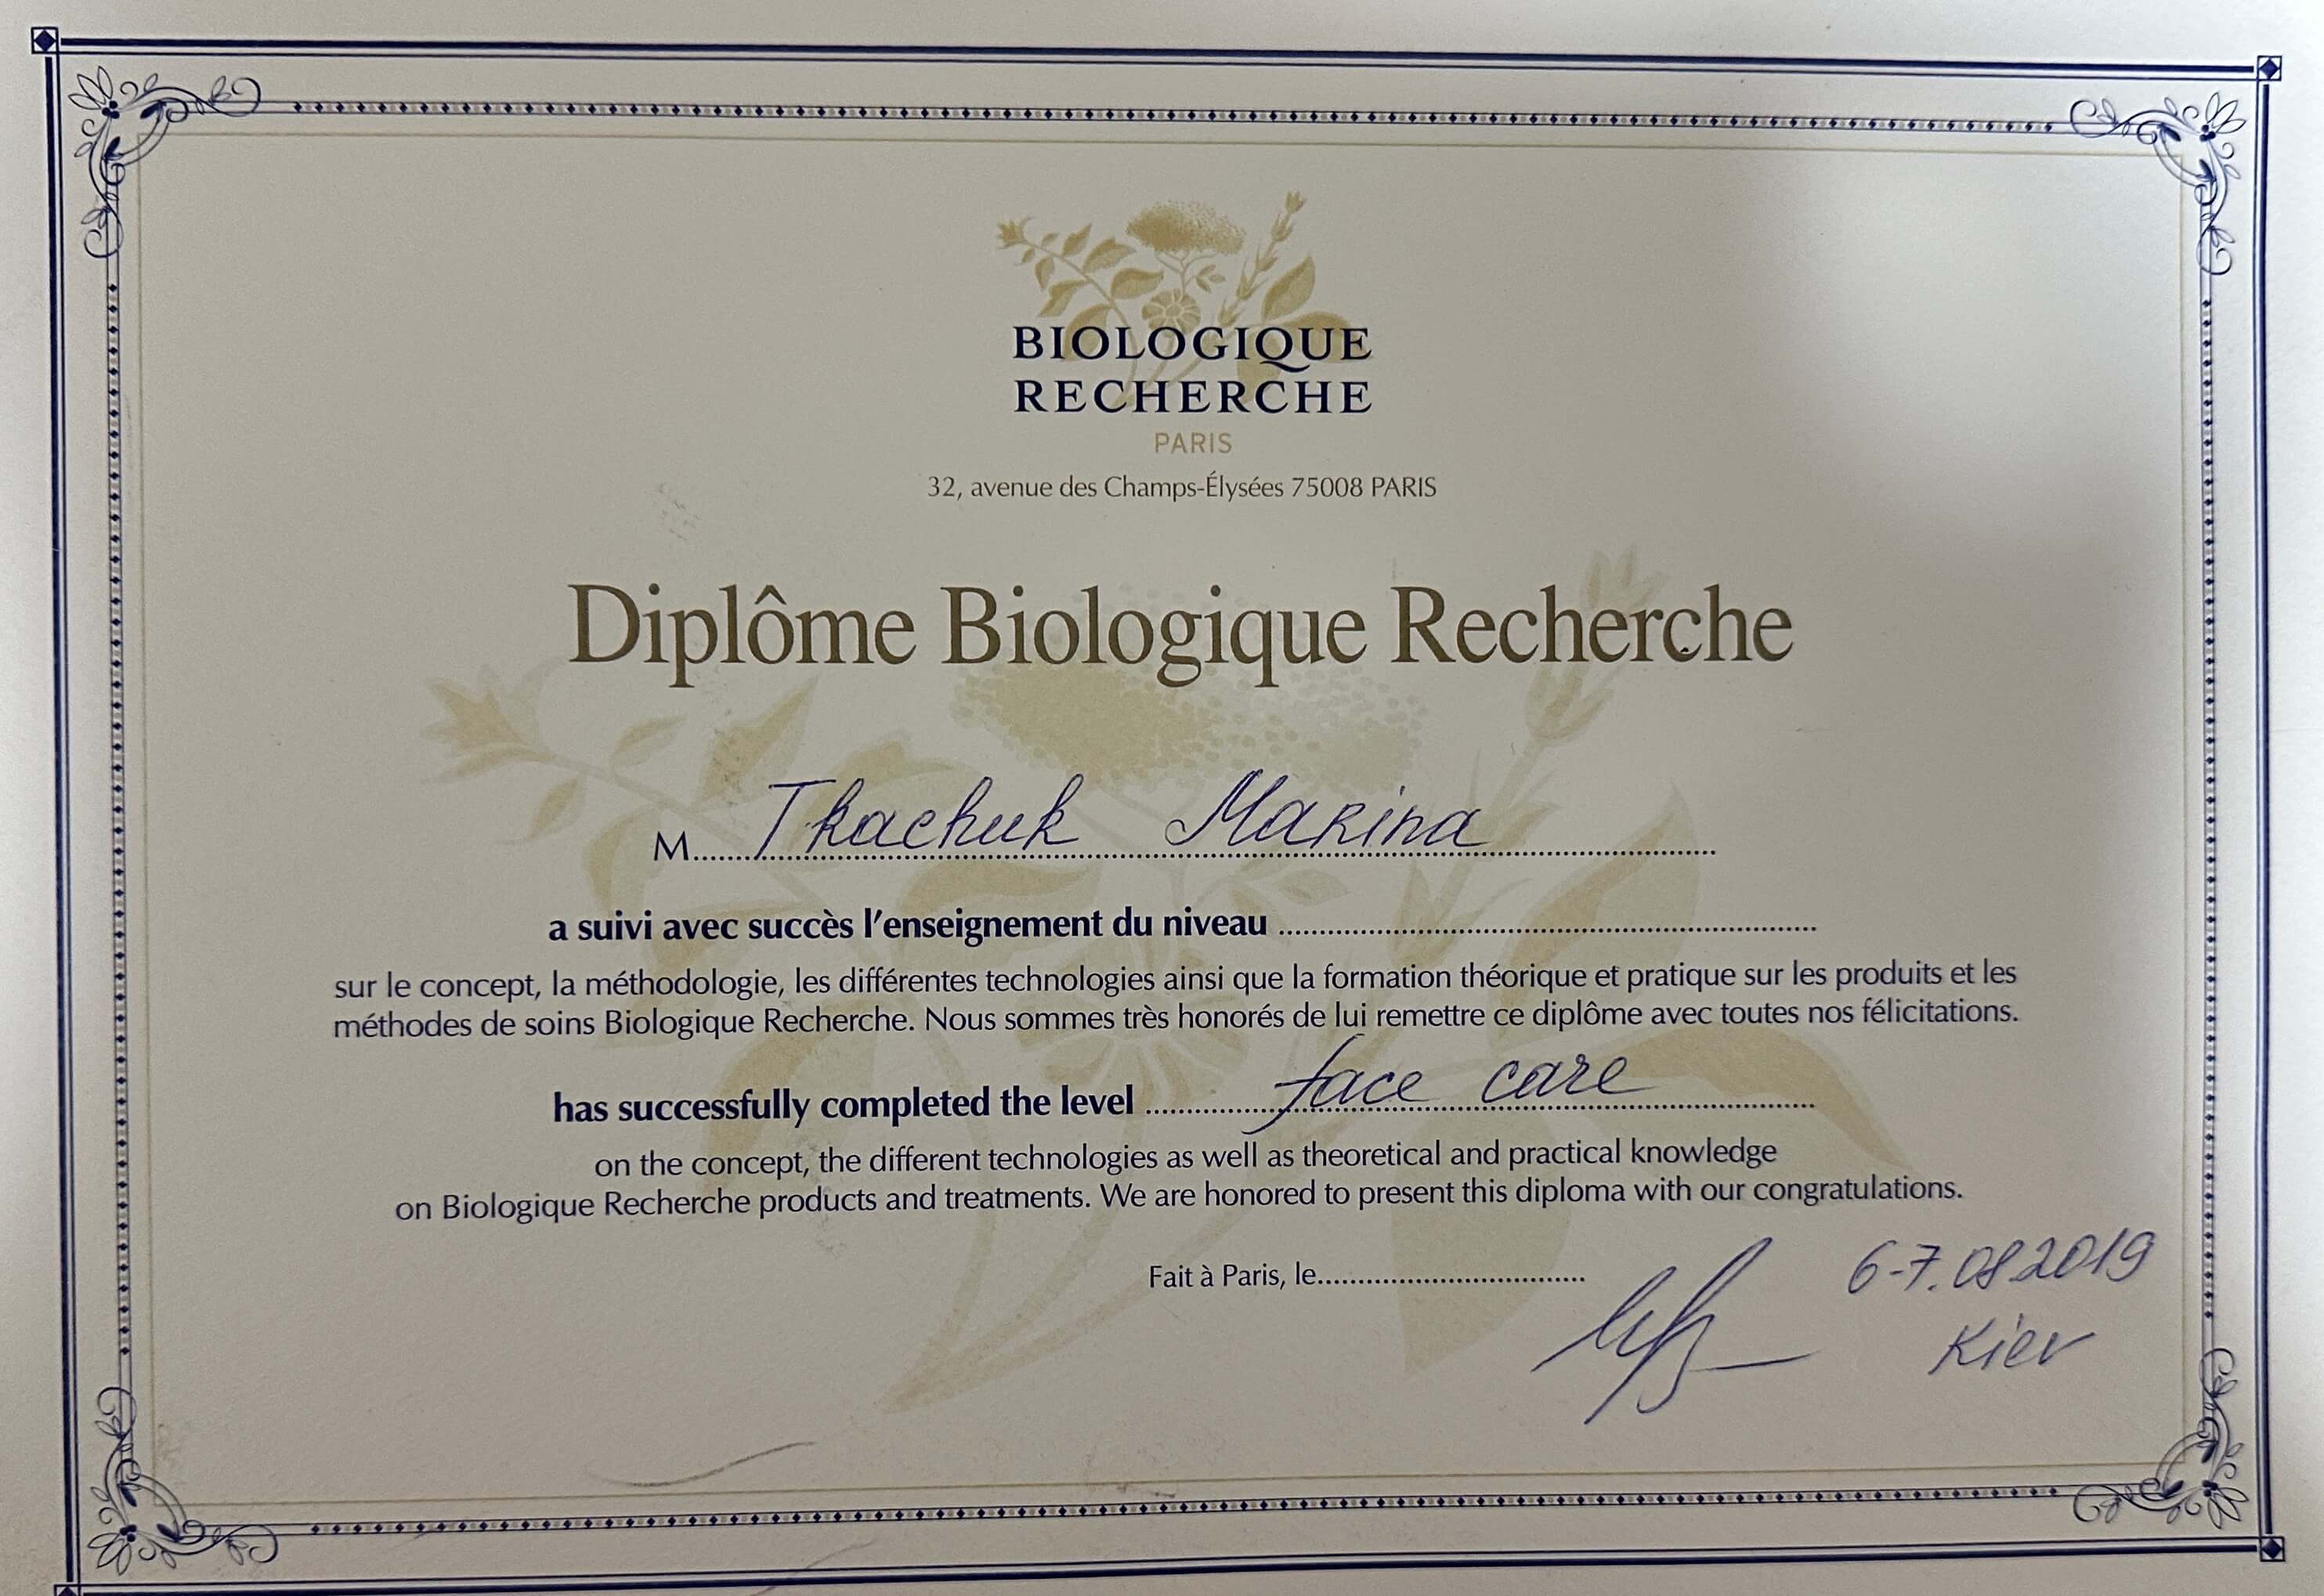 BIOLOGIQUE
RECHERCHE
PARIS
32, avenue des Champs-Élysées 75008 PARIS
Diplôme Biologique Recherche
M Tkachuk Marina
a suivi avec succès l'enseignement du niveau
sur le concept, la méthodologie, les différentes technologies ainsi que la formation théorique et pratique sur les produits et les
méthodes de soins Biologique Recherche. Nous sommes très honorés de lui remettre ce diplôme avec toutes nos félicitations.
has successfully completed the level face care
on the concept, the different technologies as well as theoretical and practical knowledge
on Biologique Recherche products and treatments. We are honored to present this diploma with our congratulations.
Fait à Paris, le
6-7.08.2019
Kiev